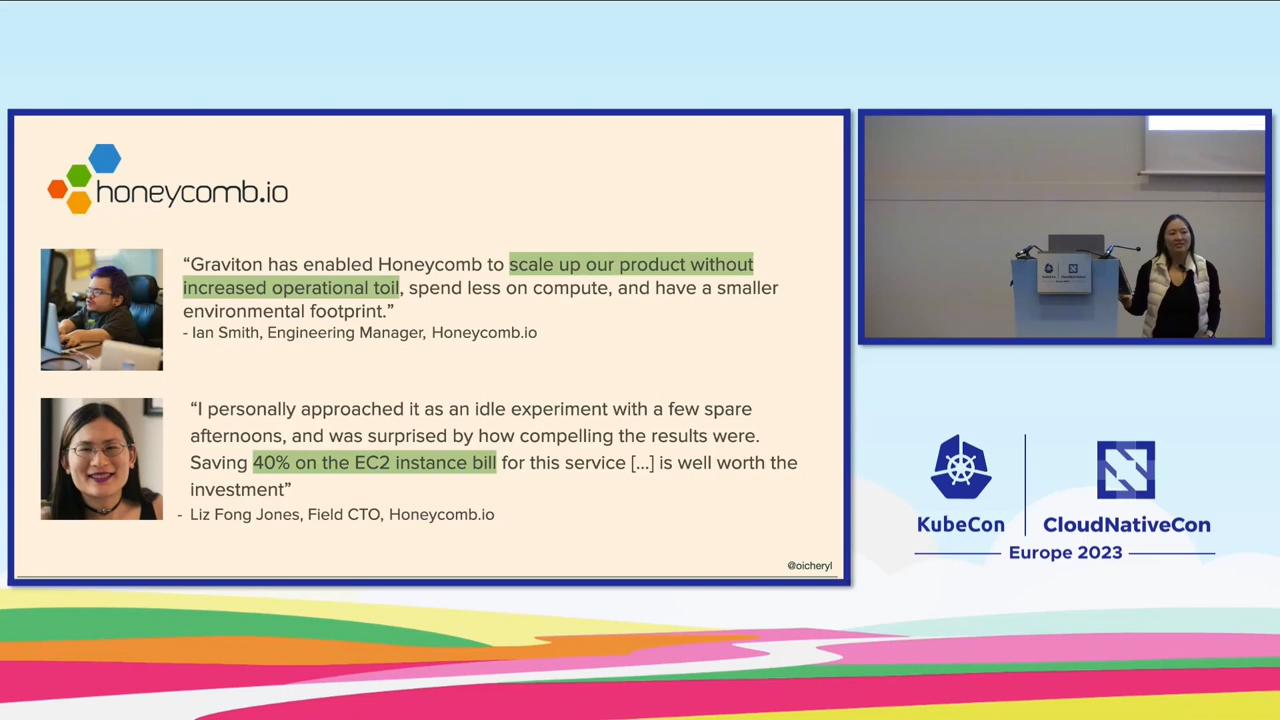 honeycomb.io
“Graviton has enabled Honeycomb to scale up our product without
increased operational toil, spend less on compute, and have a smaller
environmental footprint.”
- Ian Smith, Engineering Manager, Honeycomb.io
“I personally approached it as an idle experiment with a few spare
afternoons, and was surprised by how compelling the results were.
Saving 40% on the EC2 instance bill for this service [...] is well worth the
investment”
- Liz Fong Jones, Field CTO, Honeycomb.io
@oicheryl
KubeCon
CloudNativeCon
Europe 2023